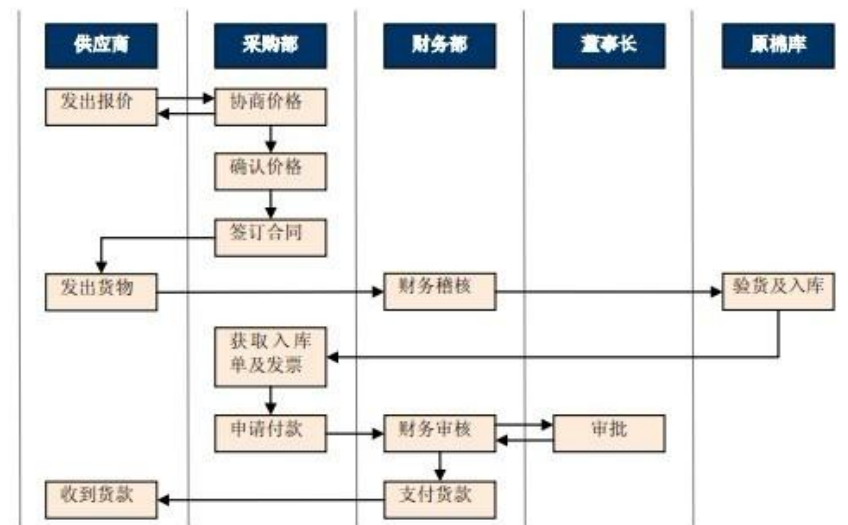 供应商
采购部
财务部
董事长
原棉库
发出报价
协商价格
确认价格
签订合同
发出货物
财务稽核
验货及入库
获取入库
单及发票
申请付款
财务审核
审批
收到货款
支付货款